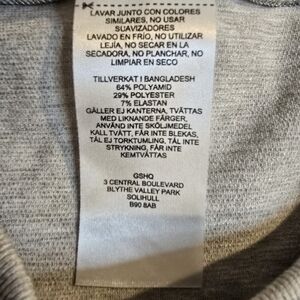 LAVAR JUNTO CON COLORES
SIMILARES, NO USAR
SUAVIZADORES
LAVADO EN FRÍO, NO UTILIZAR
LEJÍA, NO SECAR EN LA
SECADORA, NO PLANCHAR, NO
LIMPIAR EN SECO
TILLVERKAT I BANGLADESH
64% POLYAMID
29% POLYESTER
7% ELASTAN
GÄLLER EJ KANTERNA, TVÄTTAS
MED LIKNANDE FÄRGER,
ANVÄND INTE SKÖLJMEDEL
KALL TVÄTT, FÅR INTE BLEKAS,
TÅL EJ TORKTUMLING, TÅL INTE
STRYKNING, FÅR INTE
KEMTVÄTTAS
GSHQ
3 CENTRAL BOULEVARD
BLYTHE VALLEY PARK
SOLIHULL
B90 8AB